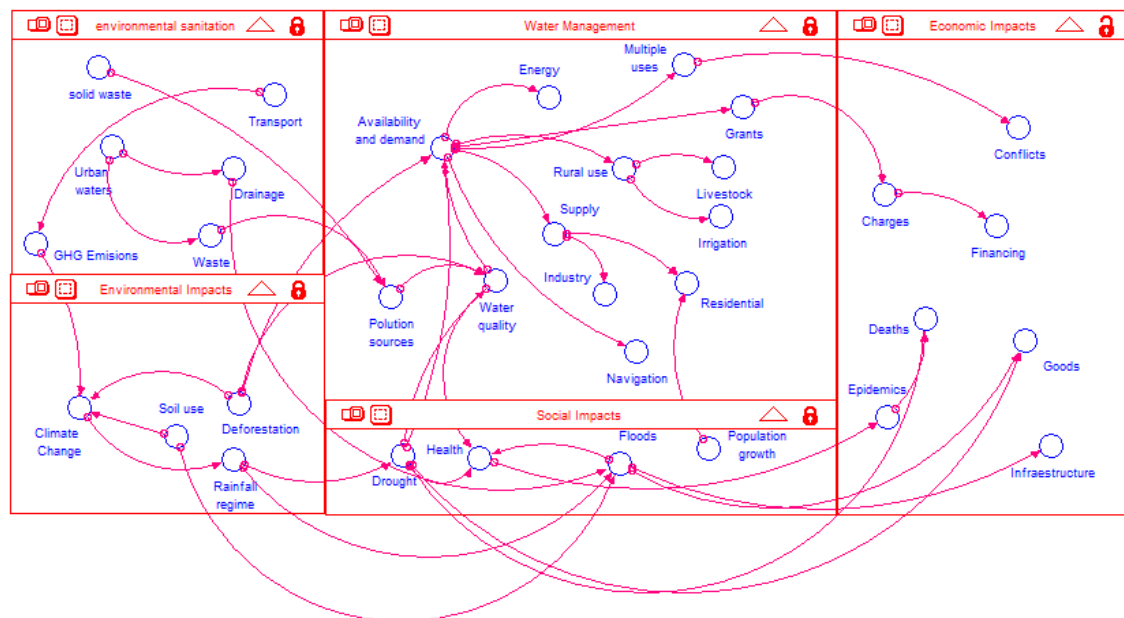 environmental sanitation
solid waste
Transport
Urban
waters
Drainage
GHG Emisions
Waste
Water Management
Energy
Multiple
uses
Availability
and demand
Grants
Rural use
Livestock
Supply
Irrigation
Industry
Residential
Polution
sources
Water
quality
Navigation
Economic Impacts
Conflicts
Charges
Financing
Deaths
Goods
Epidemics
Infraestructure
Environmental Impacts
Soil use
Deforestation
Climate
Change
Rainfall
regime
Social Impacts
Health
Floods
Population
growth
Drought